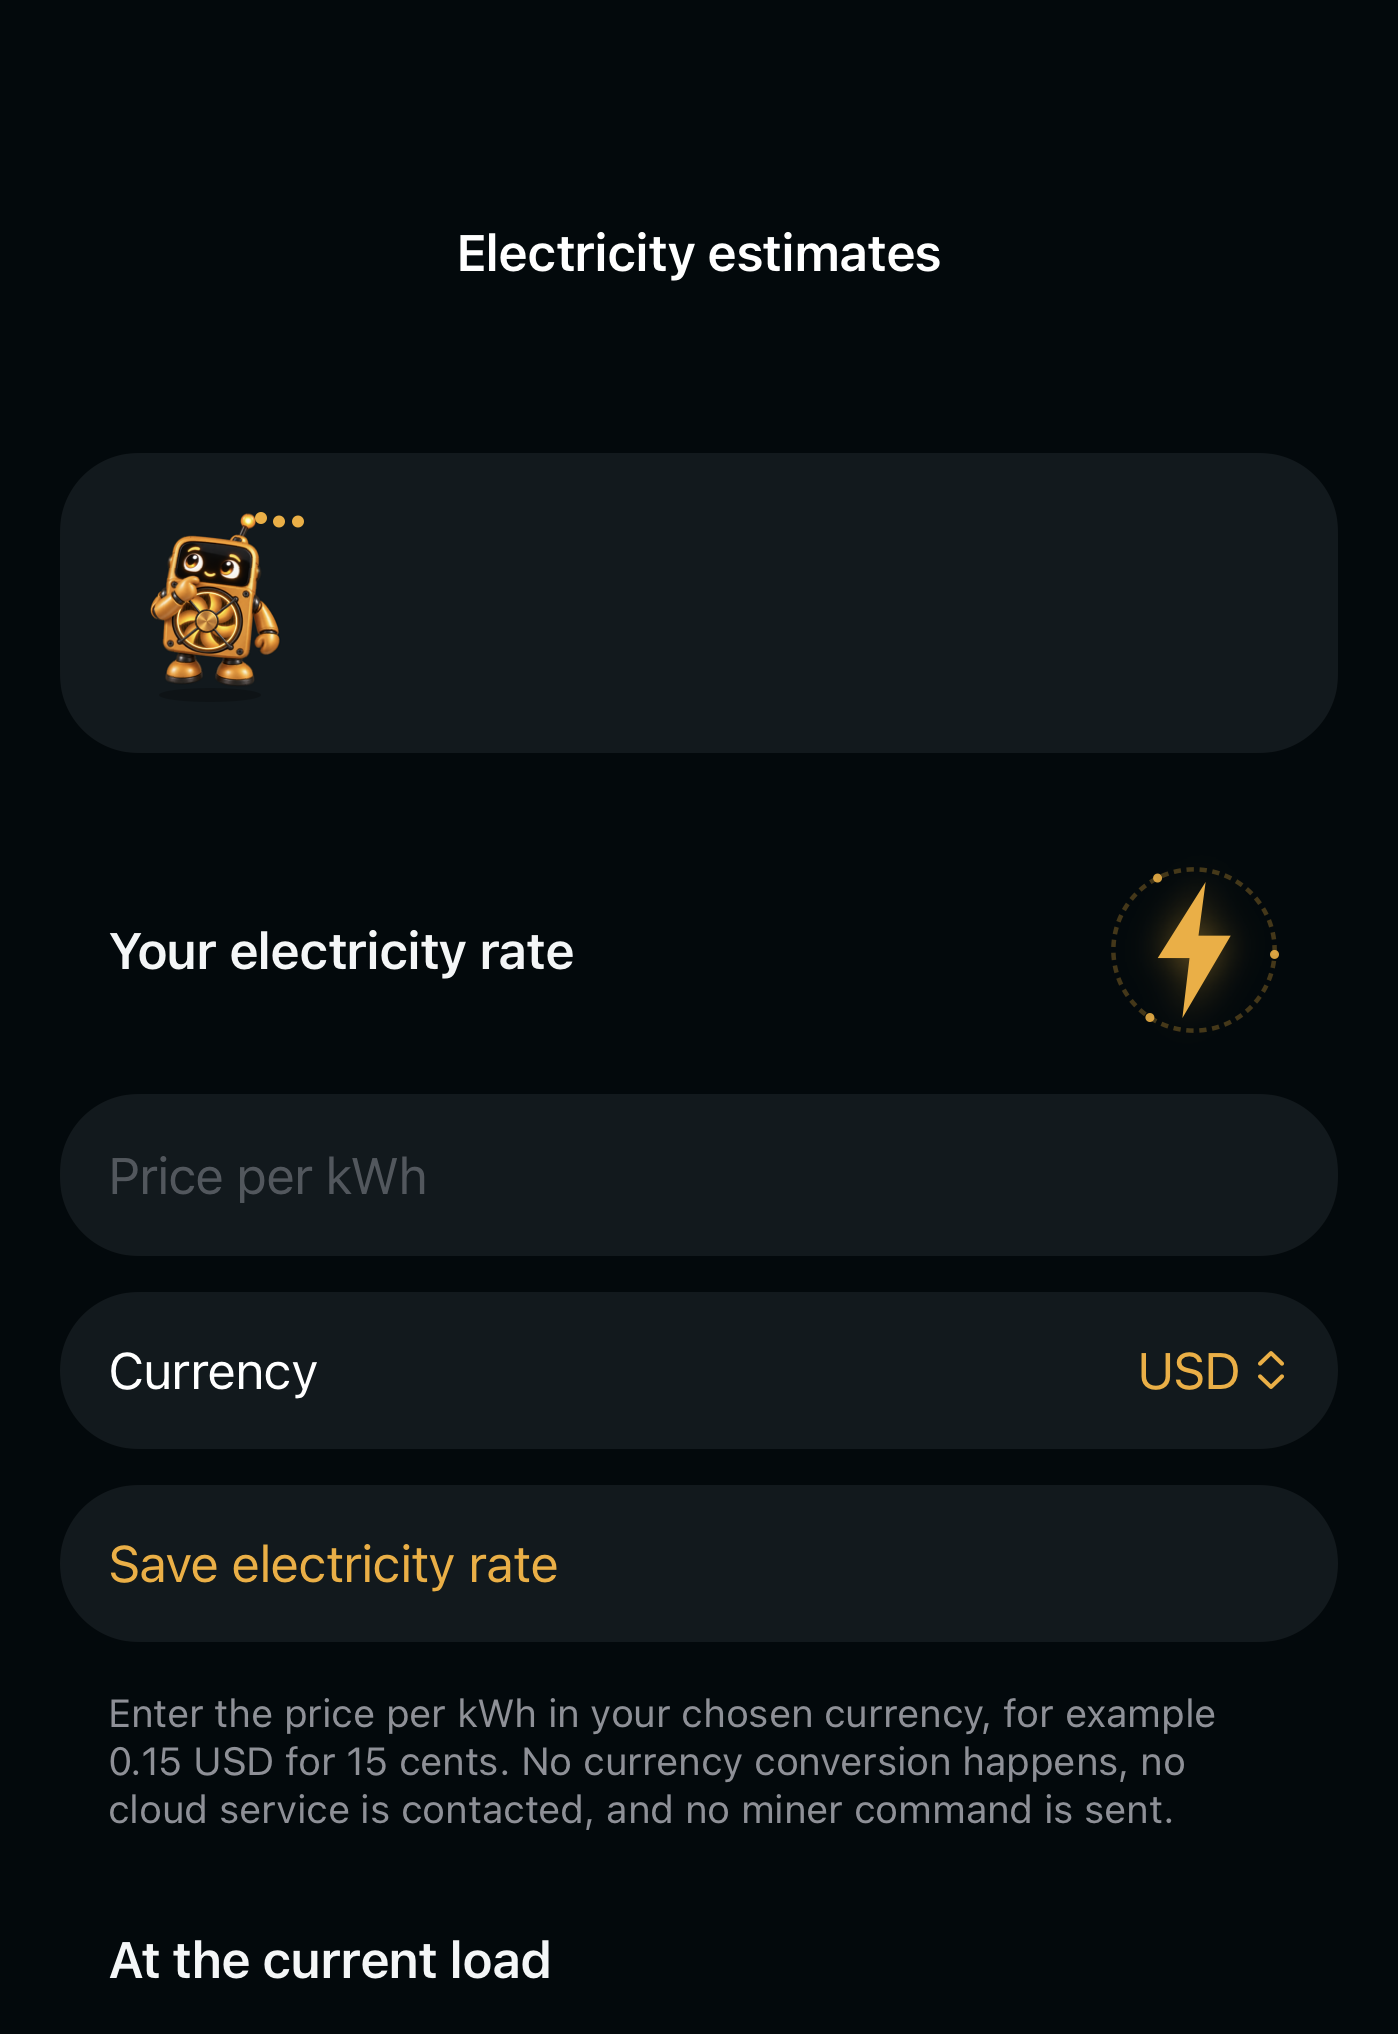 Electricity estimates
Your electricity rate
Price per kWh
Currency
USD
Save electricity rate
Enter the price per kWh in your chosen currency, for example
0.15 USD for 15 cents. No currency conversion happens, no
cloud service is contacted, and no miner command is sent.
At the current load